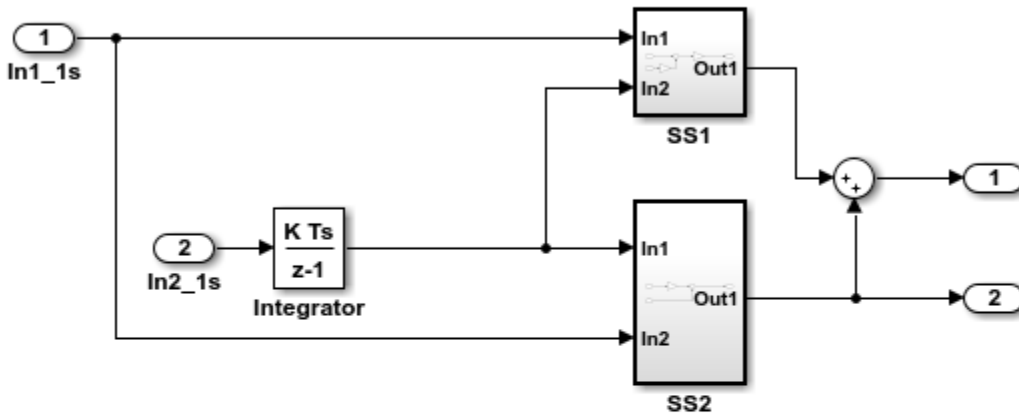 1
In1_1s
In1
In2
Out1
SS1
2
In2_1s
K Ts
z-1
Integrator
In1
Out1
In2
SS2
+
+
1
2